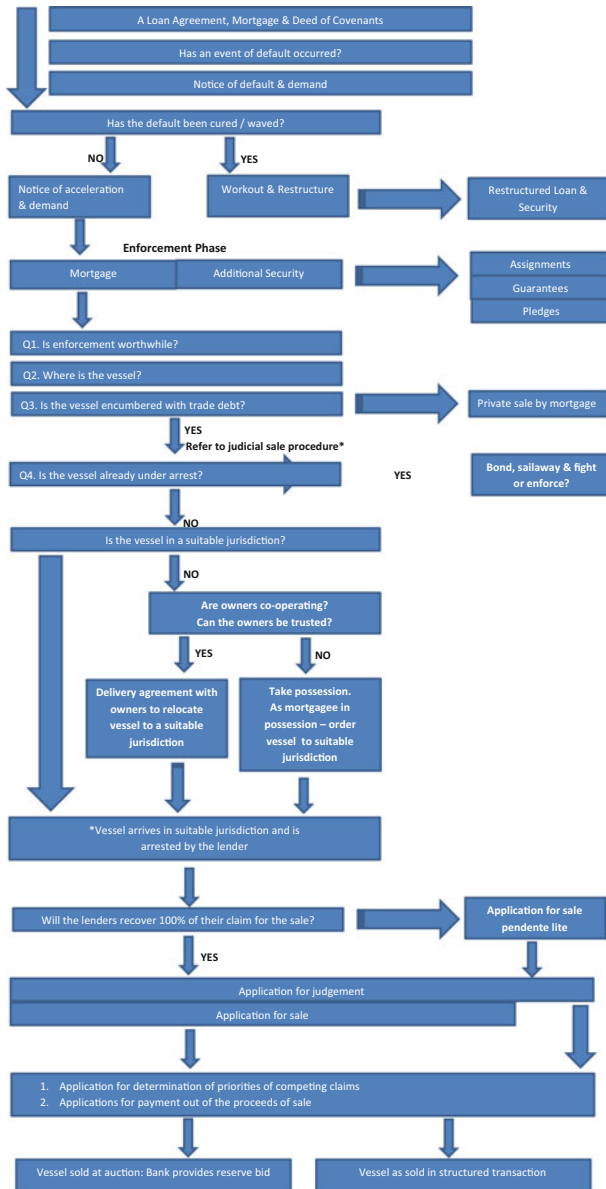 A Loan Agreement, Mortgage & Deed of Covenants
Has an event of default occurred?
Notice of default & demand
Has the default been cured / waved?
NO
YES
Notice of acceleration
& demand
Workout & Restructure
Restructured Loan &
Security
Enforcement Phase
Mortgage
Additional Security
Assignments
Guarantees
Pledges
Q1. Is enforcement worthwhile?
Q2. Where is the vessel?
Q3. Is the vessel encumbered with trade debt?
Private sale by mortgage
YES
Refer to judicial sale procedure*
Q4. Is the vessel already under arrest?
YES
Bond, sailaway & fight
or enforce?
NO
Is the vessel in a suitable jurisdiction?
NO
Are owners co-operating?
Can the owners be trusted?
YES
NO
Delivery agreement with
owners to relocate
vessel to a suitable
jurisdiction
Take possession.
As mortgagee in
possession – order
vessel to suitable
jurisdiction
*Vessel arrives in suitable jurisdiction and is
arrested by the lender
Will the lenders recover 100% of their claim for the sale?
Application for sale
pendente lite
YES
Application for judgement
Application for sale
1. Application for determination of priorities of competing claims
2. Applications for payment out of the proceeds of sale
Vessel sold at auction: Bank provides reserve bid
Vessel as sold in structured transaction